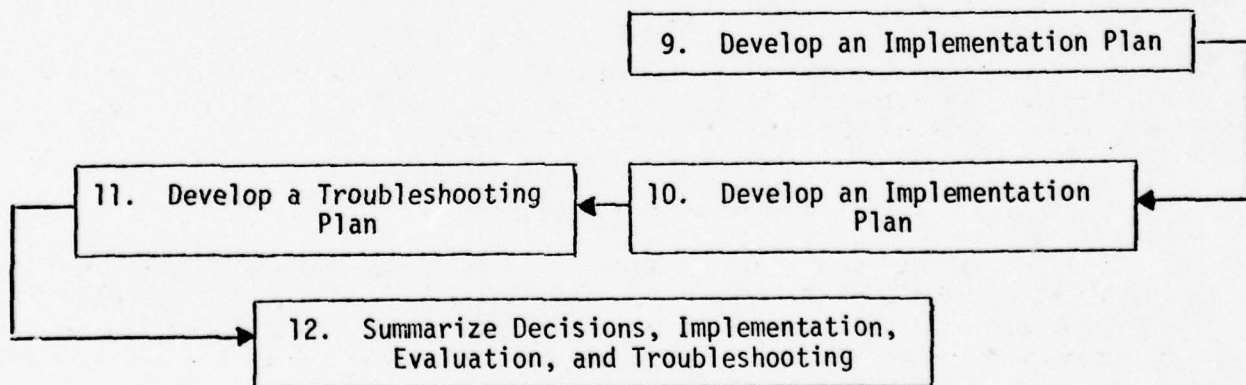 9. Develop an Implementation Plan
10. Develop an Implementation
Plan
11. Develop a Troubleshooting
Plan
12. Summarize Decisions, Implementation,
Evaluation, and Troubleshooting